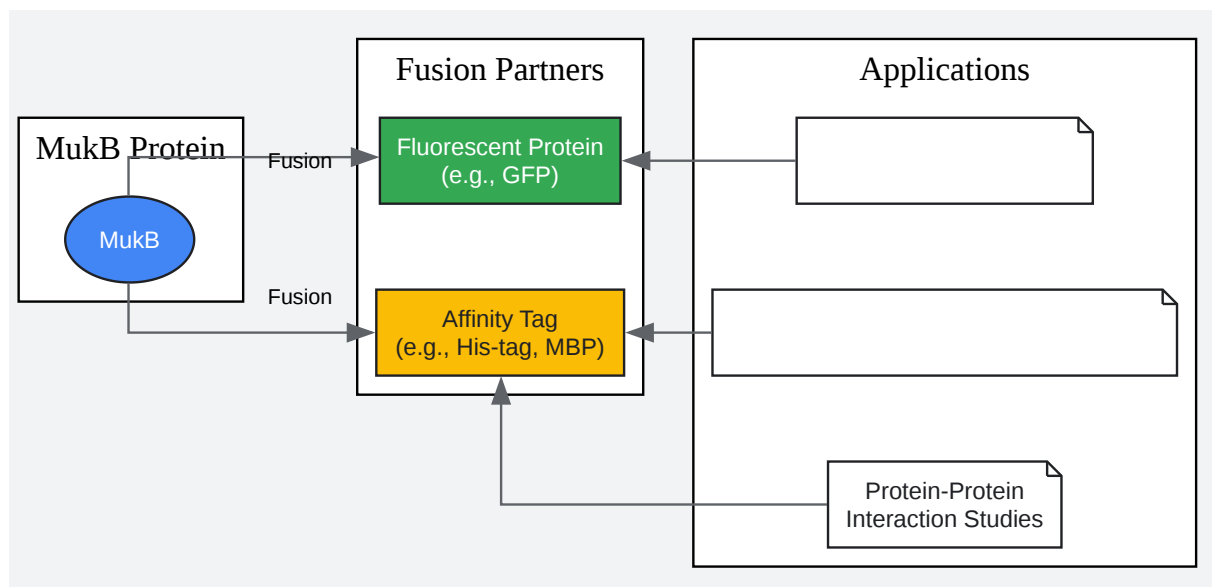 MukB Protein
MukB
Fusion
Fusion
Fusion Partners
Fluorescent Protein
(e.g., GFP)
Affinity Tag
(e.g., His-tag, MBP)
Applications
Protein-Protein
Interaction Studies